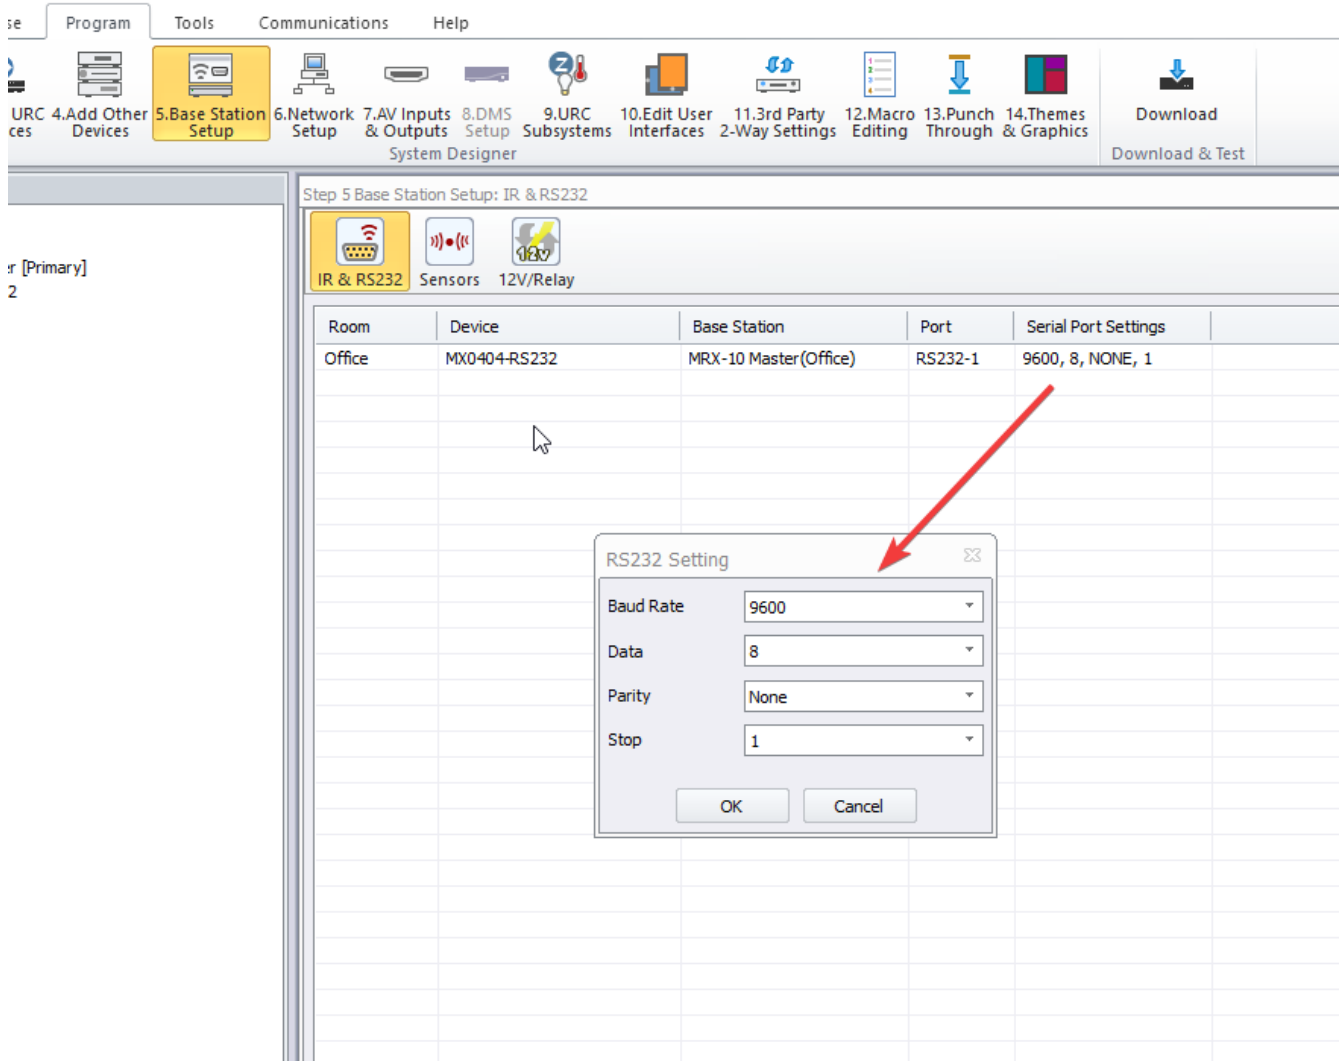 se Program Tools Communications Help
URC 4.Add Other 5.Base Station 6.Network 7.AV Inputs 8.DMS 9.URC 10.Edit User 11.3rd Party 12.Macro 13.Punch 14.Themes Download
ces Devices Setup Setup & Outputs Setup Subsystems Interfaces 2-Way Settings Editing Through & Graphics
System Designer Download & Test
Step 5 Base Station Setup: IR & RS232
er [Primary]
2
12V
IR & RS232 Sensors 12V/Relay
Room Device Base Station Port Serial Port Settings
Office MX0404-RS232 MRX-10 Master(Office) RS232-1 9600, 8, NONE, 1
RS232 Setting
Baud Rate 9600
Data 8
Parity None
Stop 1
OK Cancel